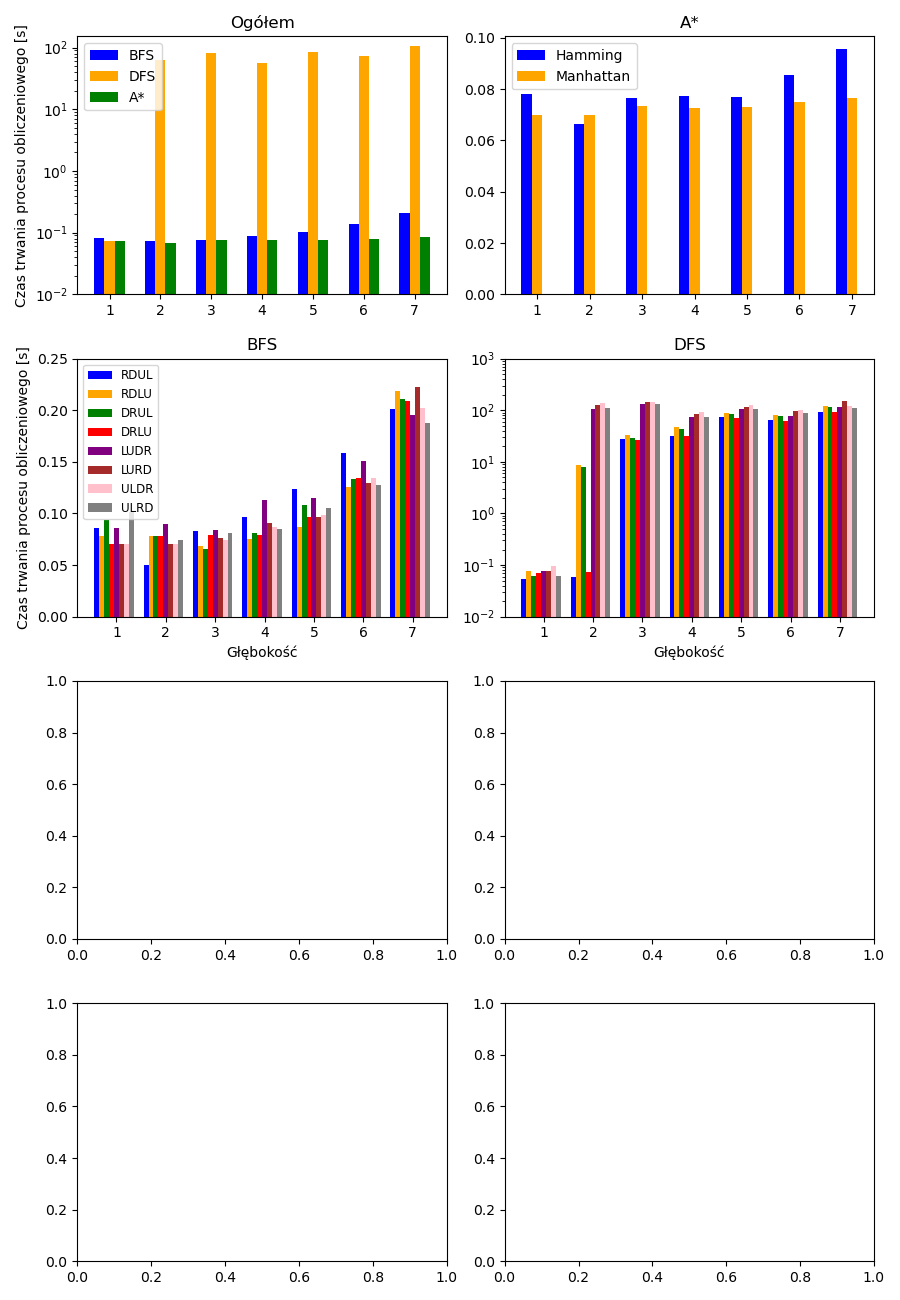 Ogółem
Czas trwania procesu obliczeniowego [s]
10²
10¹
10⁰
10⁻¹
10⁻²
BFS
DFS
A*
1 2 3 4 5 6 7
A*
0.10
0.08
0.06
0.04
0.02
0.00
Hamming
Manhattan
1 2 3 4 5 6 7
BFS
Czas trwania procesu obliczeniowego [s]
0.25
0.20
0.15
0.10
0.05
0.00
RDUL
RDLU
DRUL
DRLU
LUDR
LURD
ULDR
ULRD
1 2 3 4 5 6 7
Głębokość
DFS
10³
10²
10¹
10⁰
10⁻¹
10⁻²
1 2 3 4 5 6 7
Głębokość
1.0
0.8
0.6
0.4
0.2
0.0
0.0 0.2 0.4 0.6 0.8 1.0
1.0
0.8
0.6
0.4
0.2
0.0
0.0 0.2 0.4 0.6 0.8 1.0
1.0
0.8
0.6
0.4
0.2
0.0
0.0 0.2 0.4 0.6 0.8 1.0
1.0
0.8
0.6
0.4
0.2
0.0
0.0 0.2 0.4 0.6 0.8 1.0